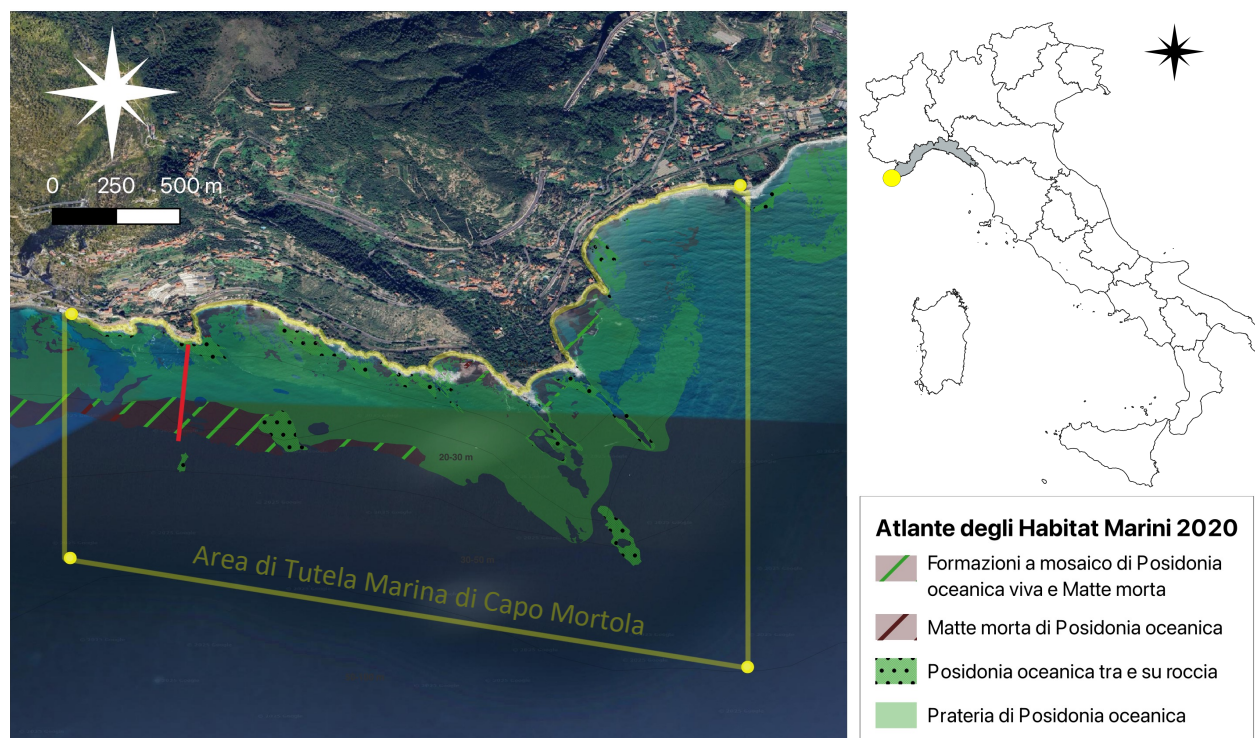 0 250 500 m
20-30 m
Area di Tutela Marina di Capo Mortola
Atlante degli Habitat Marini 2020
Formazioni a mosaico di Posidonia
oceanica viva e Matte morta
Matte morta di Posidonia oceanica
Posidonia oceanica tra e su roccia
Prateria di Posidonia oceanica